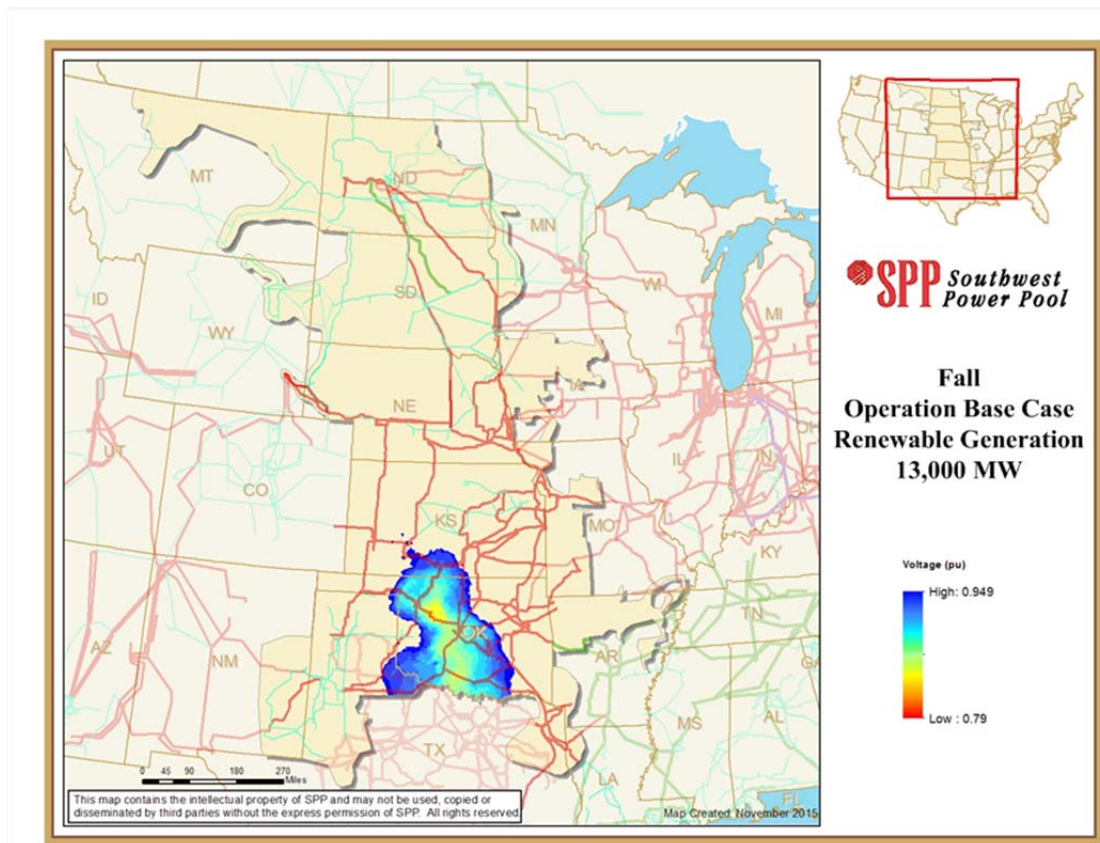 MT
ND
MN
ID
WY
SD
WI
MI
IA
NE
UT
CO
IL
IN
OH
KS
MO
KY
AZ
NM
OK
AR
TN
GA
TX
MS
AL
LA
FL
0 45 90 180 270
Miles
This map contains the intellectual property of SPP and may not be used, copied or
disseminated by third parties without the express permission of SPP. All rights reserved
Map Created: November 2015
SPP Southwest
Power Pool
Fall
Operation Base Case
Renewable Generation
13,000 MW
Voltage (pu)
High: 0.949
Low : 0.79